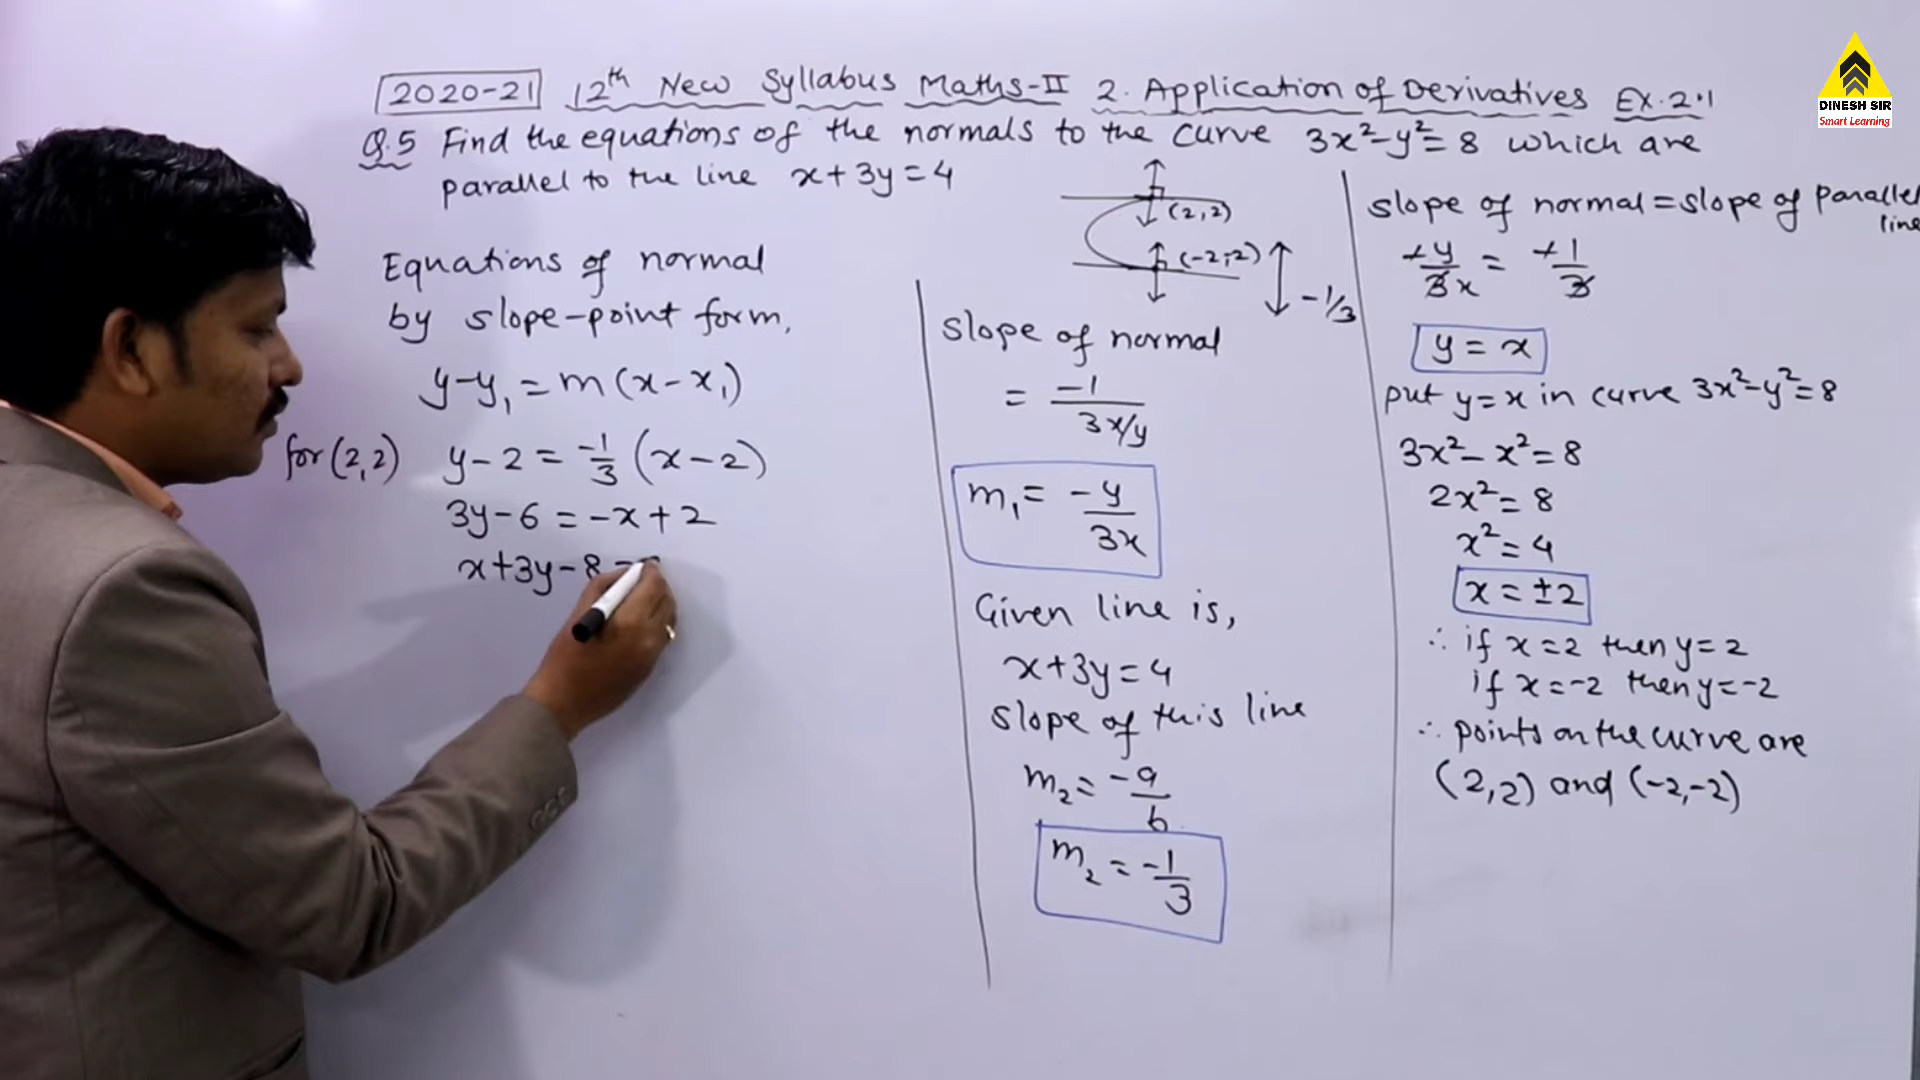 2020-21 12th New Syllabus Maths-II 2. Application of Derivatives Ex. 2.1
Q.5 Find the equations of the normals to the curve 3x²-y²=8 which are
parallel to the line x+3y=4
Equations of normal
by slope-point form,
y-y₁=m(x-x₁)
for (2,2) y-2=-1/3(x-2)
3y-6=-x+2
x+3y-8=
(2,2)
(-2,-2)
-1/3
slope of normal
= -1/(3x/y)
m₁=-y/3x
Given line is,
x+3y=4
slope of this line
m₂=-a/b
m₂=-1/3
slope of normal=slope of parallel
line
+y/3x = +1/3
y=x
put y=x in curve 3x²-y²=8
3x²-x²=8
2x²=8
x²=4
x=±2
∴ if x=2 then y=2
if x=-2 then y=-2
∴ points on the curve are
(2,2) and (-2,-2)
DINESH SIR
Smart Learning